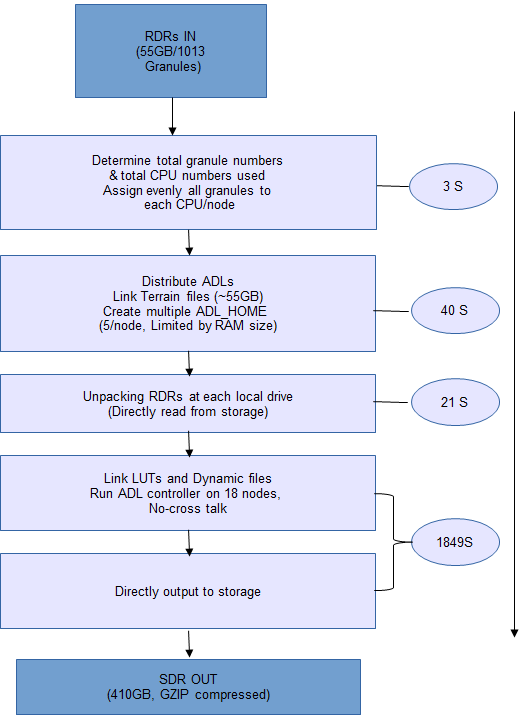 RDRs IN
(55GB/1013
Granules)
Determine total granule numbers
& total CPU numbers used
Assign evenly all granules to
each CPU/node
3 S
Distribute ADLs
Link Terrain files (~55GB)
Create multiple ADL_HOME
(5/node, Limited by RAM size)
40 S
Unpacking RDRs at each local drive
(Directly read from storage)
21 S
Link LUTs and Dynamic files
Run ADL controller on 18 nodes,
No-cross talk
1849S
Directly output to storage
SDR OUT
(410GB, GZIP compressed)